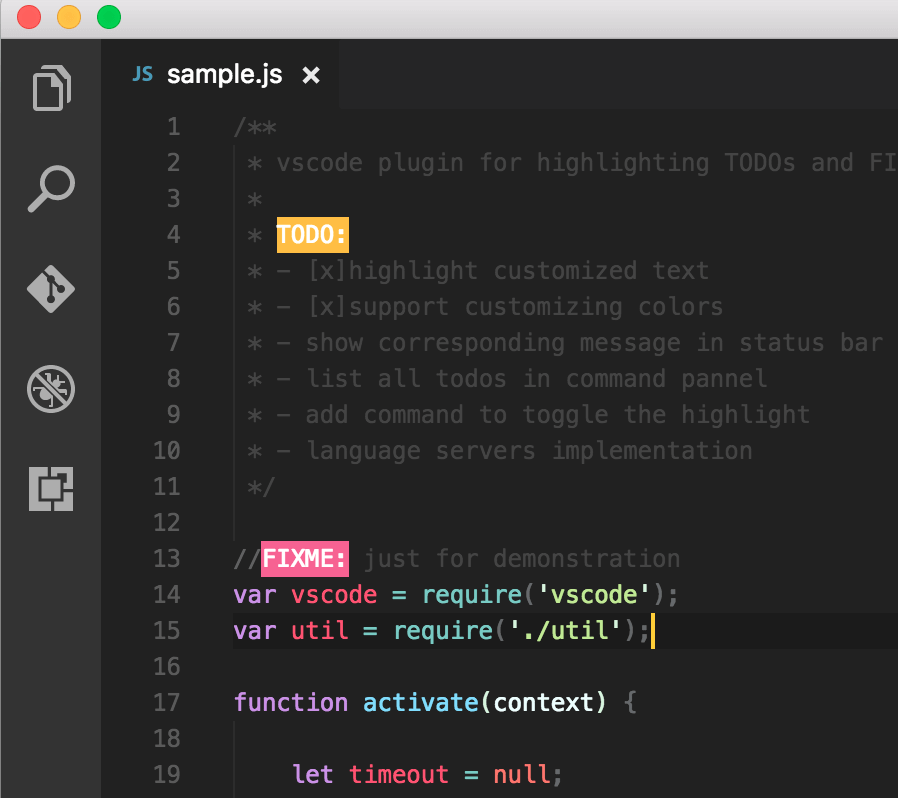 JS sample.js ×
1 /**
2 * vscode plugin for highlighting TODOs and FI
3 *
4 * TODO:
5 * - [x]highlight customized text
6 * - [x]support customizing colors
7 * - show corresponding message in status bar
8 * - list all todos in command pannel
9 * - add command to toggle the highlight
10 * - language servers implementation
11 */
12
13 //FIXME: just for demonstration
14 var vscode = require('vscode');
15 var util = require('./util');
16
17 function activate(context) {
18
19 let timeout = null;